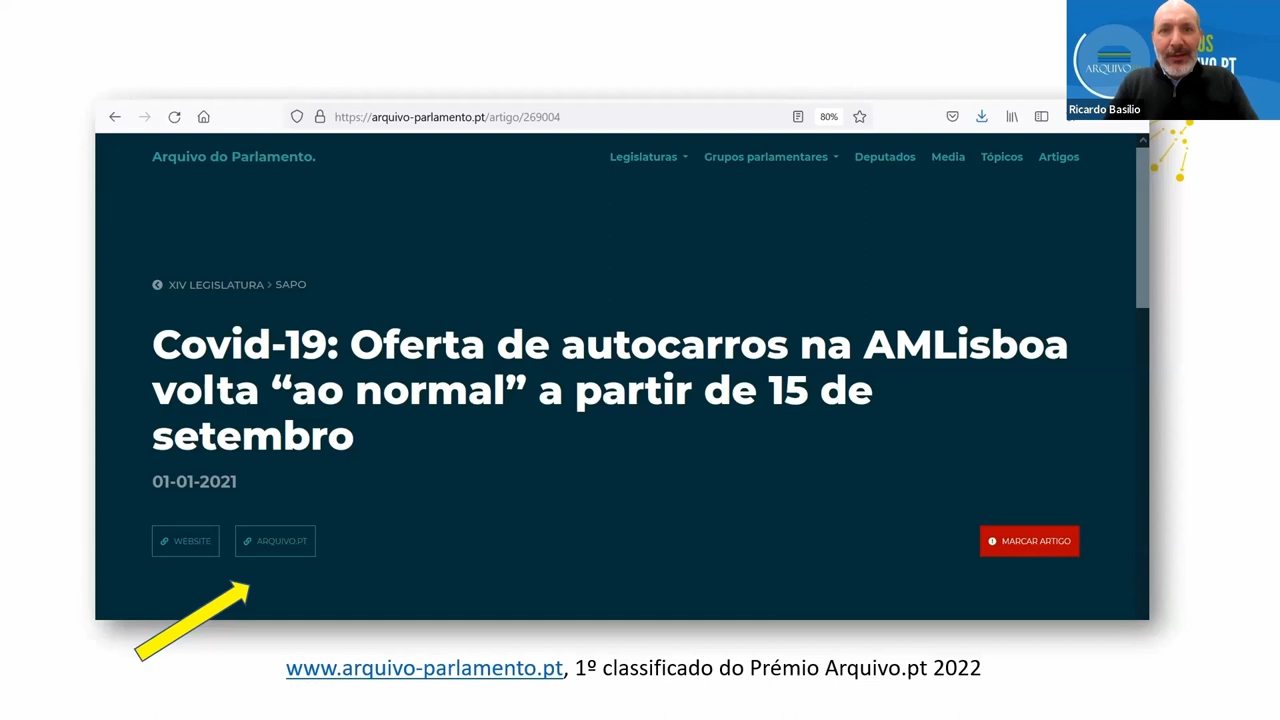 US
ARQUIVO
VO.PT
Ricardo Basílio
https://arquivo-parlamento.pt/artigo/269004
80%
Arquivo do Parlamento.
Legislaturas
Grupos parlamentares
Deputados
Media
Tópicos
Artigos
XIV LEGISLATURA > SAPO
Covid-19: Oferta de autocarros na AMLisboa
volta “ao normal” a partir de 15 de
setembro
01-01-2021
WEBSITE
ARQUIVO.PT
MARCAR ARTIGO
www.arquivo-parlamento.pt, 1º classificado do Prémio Arquivo.pt 2022